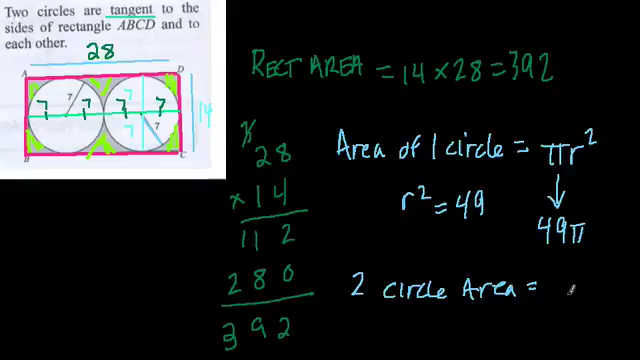 Two circles are tangent to the
sides of rectangle ABCD and to
each other.
28
A D
7 7 7 7 7 7 7 7
14
B C
RECT AREA = 14 × 28 = 392
28
× 14
112
280
392
Area of 1 circle = πr²
r² = 49
49π
2 circle Area =